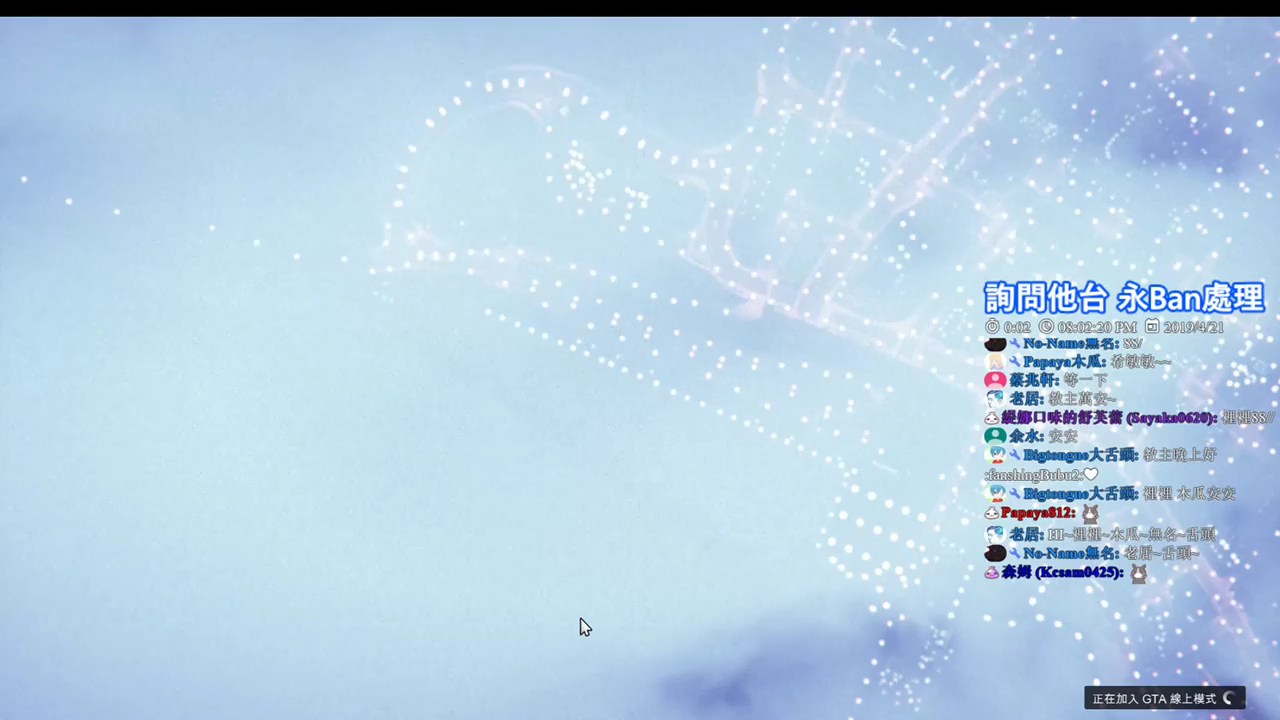 詢問他台 永Ban處理
0:02 08:02:20 PM 2019/4/21
No-Name無名: 88/
Papaya木瓜: 希敏敏~~
蔡兆軒: 等一下
老居: 教主萬安~
緹娜口味的舒芙蕾 (Sayaka0620): 裡裡88//
余水: 安安
Bigtongue大舌頭: 教主晚上好
:fanshingBubu2:
Bigtongue大舌頭: 裡裡 木瓜安安
Papaya812:
老居: HI~裡裡~木瓜~無名~舌頭
No-Name無名: 老居~舌頭~
森姆 (Kcsam0425):
正在加入 GTA 線上模式